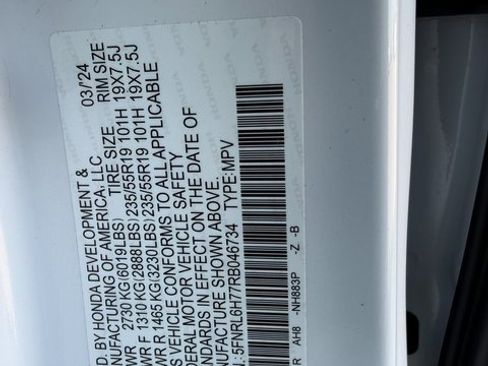 D. BY HONDA DEVELOPMENT & 03/24
NUFACTURING OF AMERICA, LLC
TIRE SIZE RIM SIZE
WR 2730 KG(6019LBS)
WR F 1310 KG(2888LBS) 235/55R19 101H 19X7.5J
WR R 1465 KG(3230LBS) 235/55R19 101H 19X7.5J
S VEHICLE CONFORMS TO ALL APPLICABLE
DERAL MOTOR VEHICLE SAFETY
NDARDS IN EFFECT ON THE DATE OF
NUFACTURE SHOWN ABOVE.
.: 5FNRL6H77RB046734 TYPE: MPV
R AH8 -NH883P -Z -B